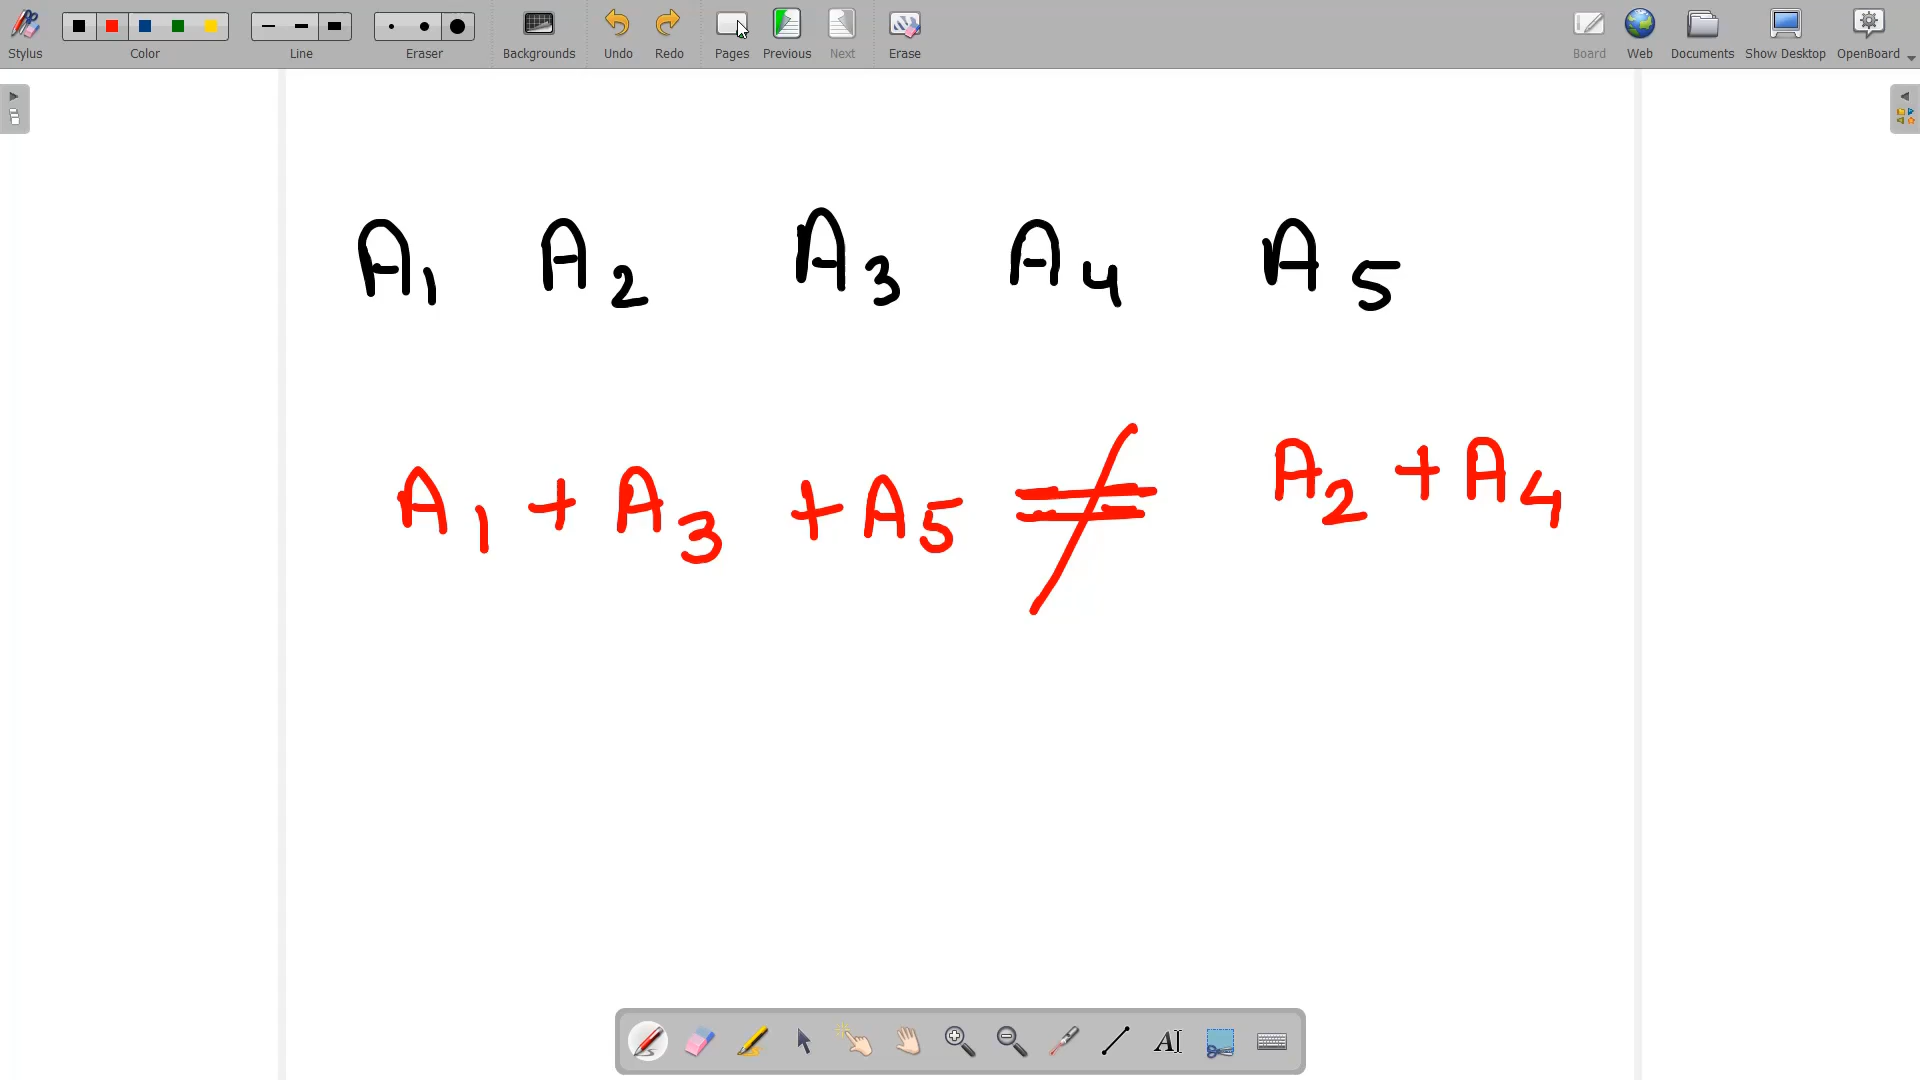 Stylus Color Line Eraser Backgrounds Undo Redo Pages Previous Next Erase Board Web Documents Show Desktop OpenBoard
A1 A2 A3 A4 A5
A1 + A3 + A5 ≠ A2 + A4
AI